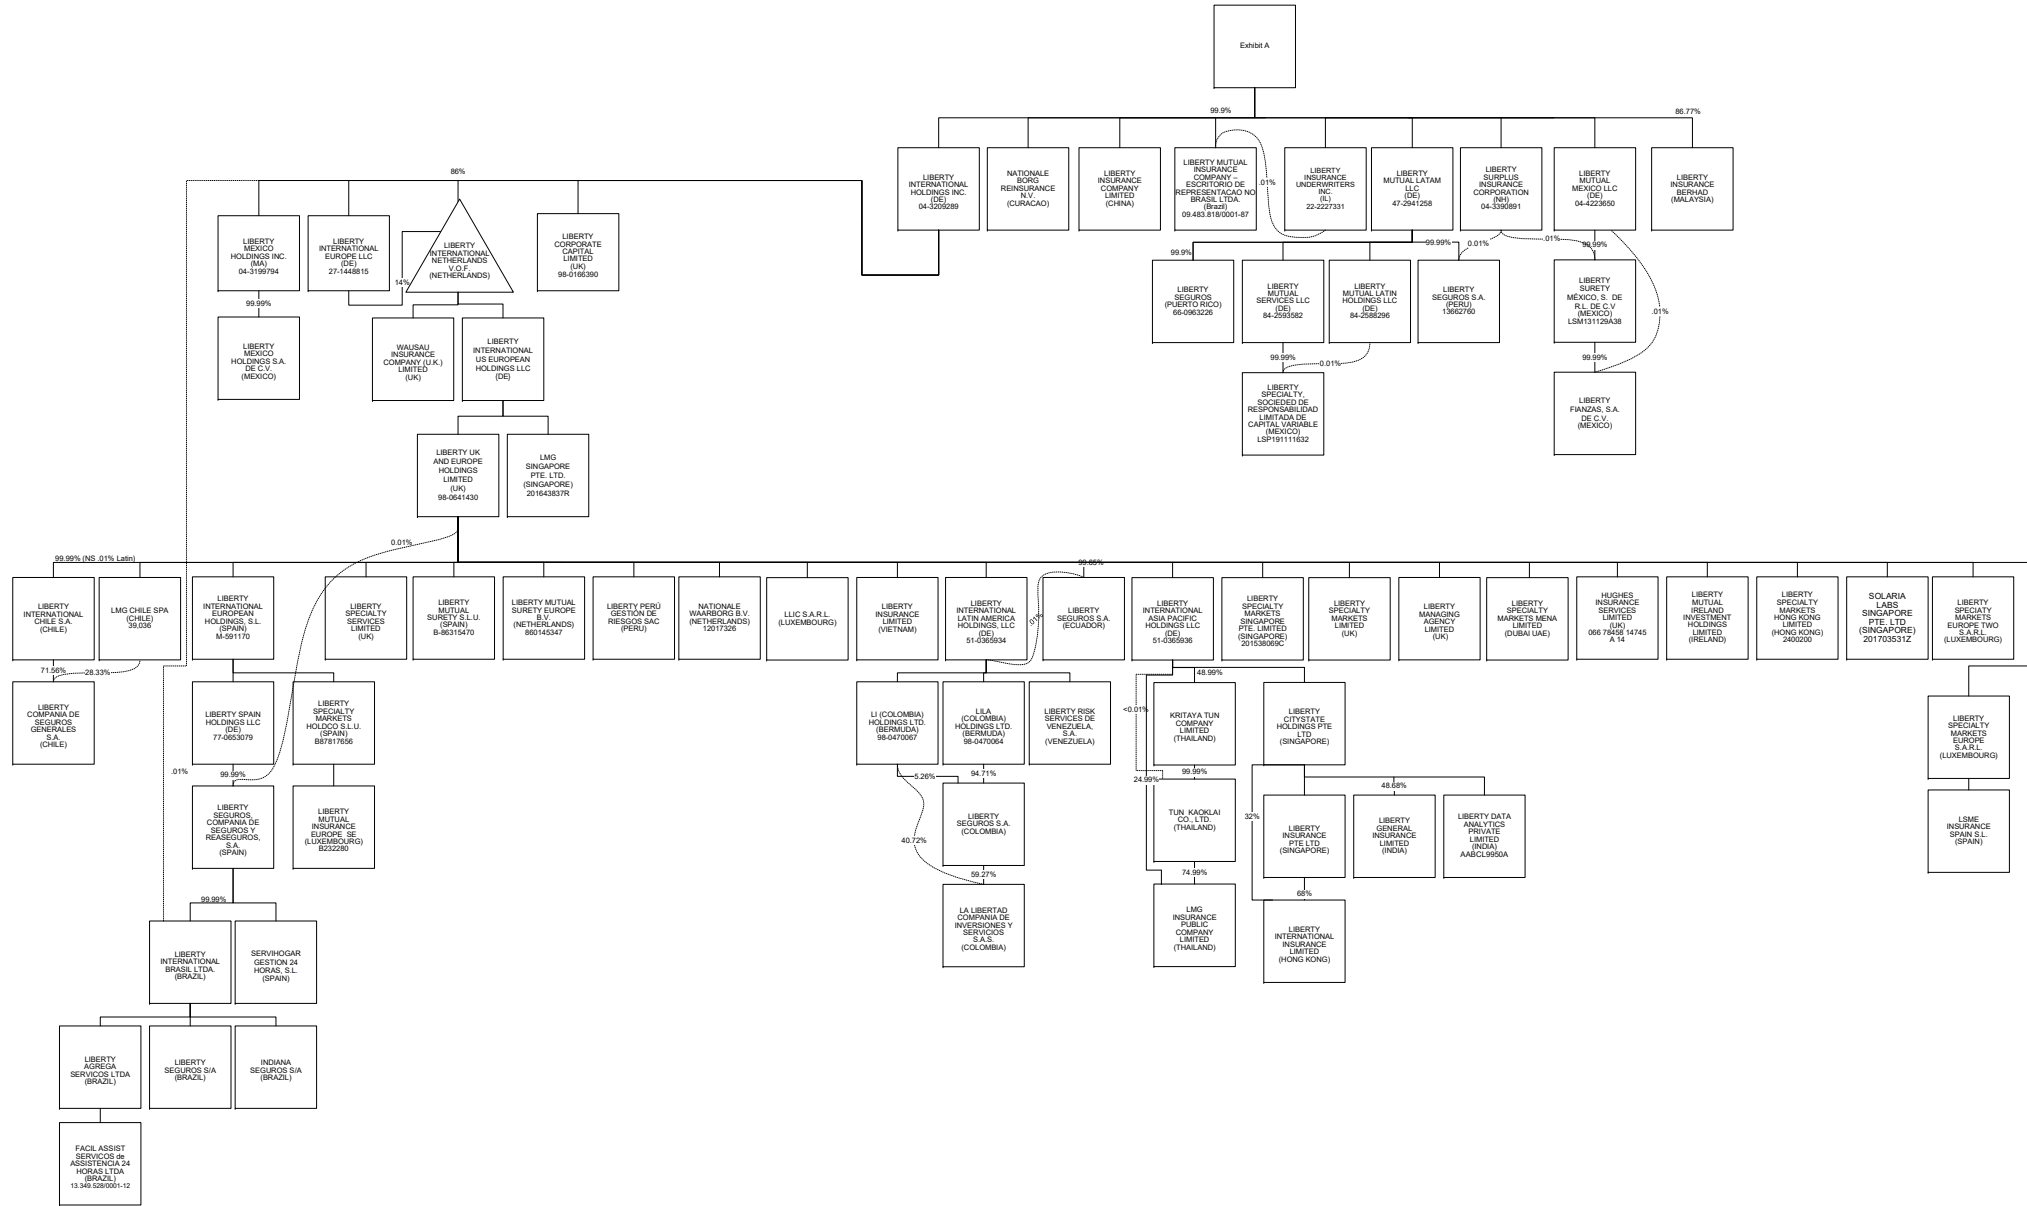 Exhibit A
99.9%
86.77%
LIBERTY
INTERNATIONAL
HOLDINGS INC.
(DE)
04-3209289
NATIONALE
BORG
REINSURANCE
N.V.
(CURACAO)
LIBERTY
INSURANCE
COMPANY
LIMITED
(CHINA)
LIBERTY MUTUAL
INSURANCE
COMPANY –
ESCRITORIO DE
REPRESENTACAO NO
BRASIL LTDA.
(Brazil)
09.483.818/0001-87
.01%
LIBERTY
INSURANCE
UNDERWRITERS
INC.
(IL)
22-2227331
LIBERTY
MUTUAL LATAM
LLC
(DE)
47-2941258
LIBERTY
SURPLUS
INSURANCE
CORPORATION
(NH)
04-3390891
LIBERTY
MUTUAL
MEXICO LLC
(DE)
04-4223650
LIBERTY
INSURANCE
BERHAD
(MALAYSIA)
86%
LIBERTY
MEXICO
HOLDINGS INC.
(MA)
04-3199794
LIBERTY
INTERNATIONAL
EUROPE LLC
(DE)
27-1448815
LIBERTY
INTERNATIONAL
NETHERLANDS
V.O.F.
(NETHERLANDS)
LIBERTY
CORPORATE
CAPITAL
LIMITED
(UK)
98-0166390
14%
99.99%
99.9%
99.99%
0.01%
.01%
99.99%
.01%
LIBERTY
SEGUROS
(PUERTO RICO)
66-0963226
LIBERTY
MUTUAL
SERVICES LLC
(DE)
84-2593582
LIBERTY
MUTUAL LATIN
HOLDINGS LLC
(DE)
84-2588296
LIBERTY
SEGUROS S.A.
(PERU)
13662760
LIBERTY
SURETY
MÉXICO, S. DE
R.L. DE C.V
(MEXICO)
LSM131129A38
LIBERTY
MEXICO
HOLDINGS S.A.
DE C.V.
(MEXICO)
WAUSAU
INSURANCE
COMPANY (U.K.)
LIMITED
(UK)
LIBERTY
INTERNATIONAL
US EUROPEAN
HOLDINGS LLC
(DE)
99.99%
0.01%
99.99%
LIBERTY
SPECIALTY,
SOCIEDED DE
RESPONSABILIDAD
LIMITADA DE
CAPITAL VARIABLE
(MEXICO)
LSP191111632
LIBERTY
FIANZAS, S.A.
DE C.V.
(MEXICO)
LIBERTY UK
AND EUROPE
HOLDINGS
LIMITED
(UK)
98-0641430
LMG
SINGAPORE
PTE. LTD.
(SINGAPORE)
201643837R
0.01%
99.99% (NS .01% Latin)
99.65%
LIBERTY
INTERNATIONAL
CHILE S.A.
(CHILE)
LMG CHILE SPA
(CHILE)
39,036
LIBERTY
INTERNATIONAL
EUROPEAN
HOLDINGS, S.L.
(SPAIN)
M-591170
LIBERTY
SPECIALTY
SERVICES
LIMITED
(UK)
LIBERTY
MUTUAL
SURETY S.L.U.
(SPAIN)
B-86315470
LIBERTY MUTUAL
SURETY EUROPE
B.V.
(NETHERLANDS)
860145347
LIBERTY PERÚ
GESTIÓN DE
RIESGOS SAC
(PERU)
NATIONALE
WAARBORG B.V.
(NETHERLANDS)
12017326
LLIC S.A.R.L.
(LUXEMBOURG)
LIBERTY
INSURANCE
LIMITED
(VIETNAM)
LIBERTY
INTERNATIONAL
LATIN AMERICA
HOLDINGS, LLC
(DE)
51-0365934
.01%
LIBERTY
SEGUROS S.A.
(ECUADOR)
LIBERTY
INTERNATIONAL
ASIA PACIFIC
HOLDINGS LLC
(DE)
51-0365936
LIBERTY
SPECIALTY
MARKETS
SINGAPORE
PTE. LIMITED
(SINGAPORE)
201538069C
LIBERTY
SPECIALTY
MARKETS
LIMITED
(UK)
LIBERTY
MANAGING
AGENCY
LIMITED
(UK)
LIBERTY
SPECIALTY
MARKETS MENA
LIMITED
(DUBAI UAE)
HUGHES
INSURANCE
SERVICES
LIMITED
(UK)
066 78458 14745
A 14
LIBERTY
MUTUAL
IRELAND
INVESTMENT
HOLDINGS
LIMITED
(IRELAND)
LIBERTY
SPECIALTY
MARKETS
HONG KONG
LIMITED
(HONG KONG)
2400200
SOLARIA
LABS
SINGAPORE
PTE. LTD
(SINGAPORE)
201703531Z
LIBERTY
SPECIATY
MARKETS
EUROPE TWO
S.A.R.L.
(LUXEMBOURG)
71.56%
28.33%
48.99%
<0.01%
LIBERTY
COMPANIA DE
SEGUROS
GENERALES
S.A.
(CHILE)
LIBERTY SPAIN
HOLDINGS LLC
(DE)
77-0653079
LIBERTY
SPECIALTY
MARKETS
HOLDCO S.L.U.
(SPAIN)
B87817656
LI (COLOMBIA)
HOLDINGS LTD.
(BERMUDA)
98-0470067
LILA
(COLOMBIA)
HOLDINGS LTD.
(BERMUDA)
98-0470064
LIBERTY RISK
SERVICES DE
VENEZUELA,
S.A.
(VENEZUELA)
KRITAYA TUN
COMPANY
LIMITED
(THAILAND)
LIBERTY
CITYSTATE
HOLDINGS PTE
LTD
(SINGAPORE)
LIBERTY
SPECIALTY
MARKETS
EUROPE
S.A.R.L.
(LUXEMBOURG)
.01%
99.99%
5.26%
94.71%
24.99%
99.99%
48.68%
LIBERTY
SEGUROS,
COMPANIA DE
SEGUROS Y
REASEGUROS,
S.A.
(SPAIN)
LIBERTY
MUTUAL
INSURANCE
EUROPE SE
(LUXEMBOURG)
B232280
LIBERTY
SEGUROS S.A.
(COLOMBIA)
TUN KAOKLAI
CO., LTD.
(THAILAND)
32%
LIBERTY
INSURANCE
PTE LTD
(SINGAPORE)
LIBERTY
GENERAL
INSURANCE
LIMITED
(INDIA)
LIBERTY DATA
ANALYTICS
PRIVATE
LIMITED
(INDIA)
AABCL9950A
LSME
INSURANCE
SPAIN S.L.
(SPAIN)
40.72%
59.27%
74.99%
68%
99.99%
LA LIBERTAD
COMPANIA DE
INVERSIONES Y
SERVICIOS
S.A.S.
(COLOMBIA)
LMG
INSURANCE
PUBLIC
COMPANY
LIMITED
(THAILAND)
LIBERTY
INTERNATIONAL
INSURANCE
LIMITED
(HONG KONG)
LIBERTY
INTERNATIONAL
BRASIL LTDA.
(BRAZIL)
SERVIHOGAR
GESTION 24
HORAS, S.L.
(SPAIN)
LIBERTY
AGREGA
SERVICOS LTDA
(BRAZIL)
LIBERTY
SEGUROS S/A
(BRAZIL)
INDIANA
SEGUROS S/A
(BRAZIL)
FACIL ASSIST
SERVICOS de
ASSISTENCIA 24
HORAS LTDA
(BRAZIL)
13.349.528/0001-12